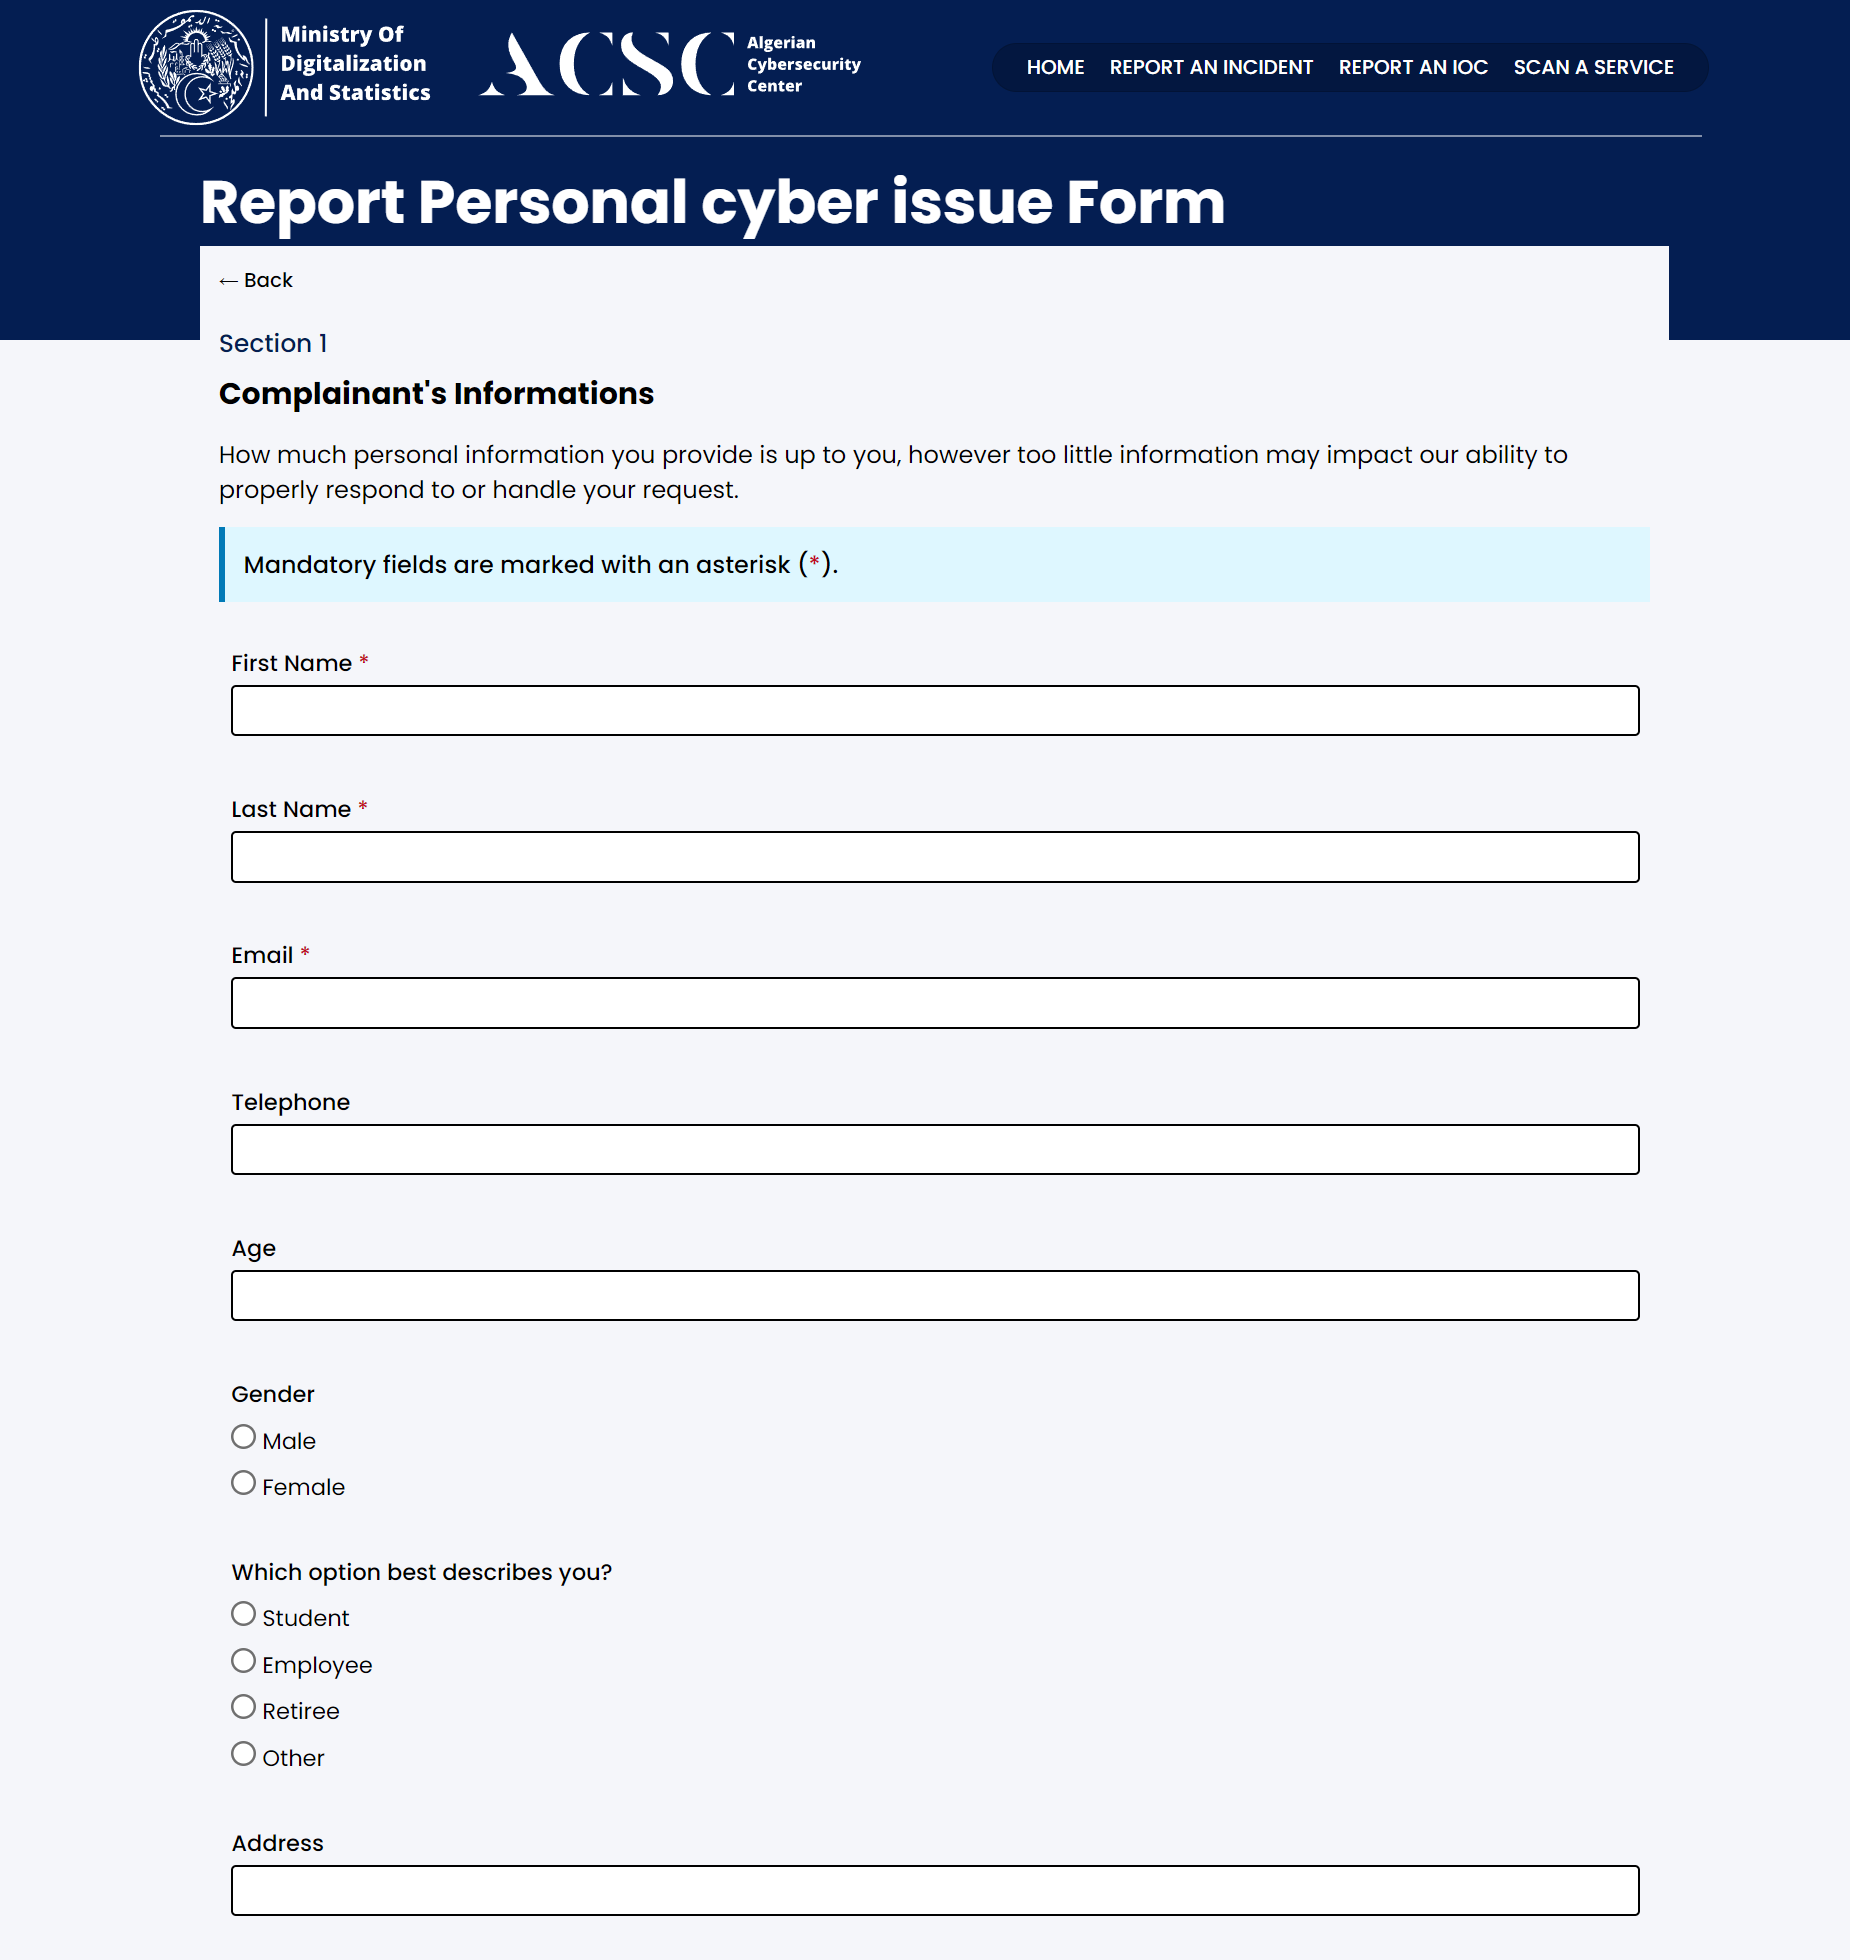 Ministry Of
Digitalization
And Statistics
ACSC
Algerian
Cybersecurity
Center
HOME REPORT AN INCIDENT REPORT AN IOC SCAN A SERVICE
Report Personal cyber issue Form
← Back
Section 1
Complainant's Informations
How much personal information you provide is up to you, however too little information may impact our ability to
properly respond to or handle your request.
Mandatory fields are marked with an asterisk (*).
First Name *
Last Name *
Email *
Telephone
Age
Gender
Male
Female
Which option best describes you?
Student
Employee
Retiree
Other
Address